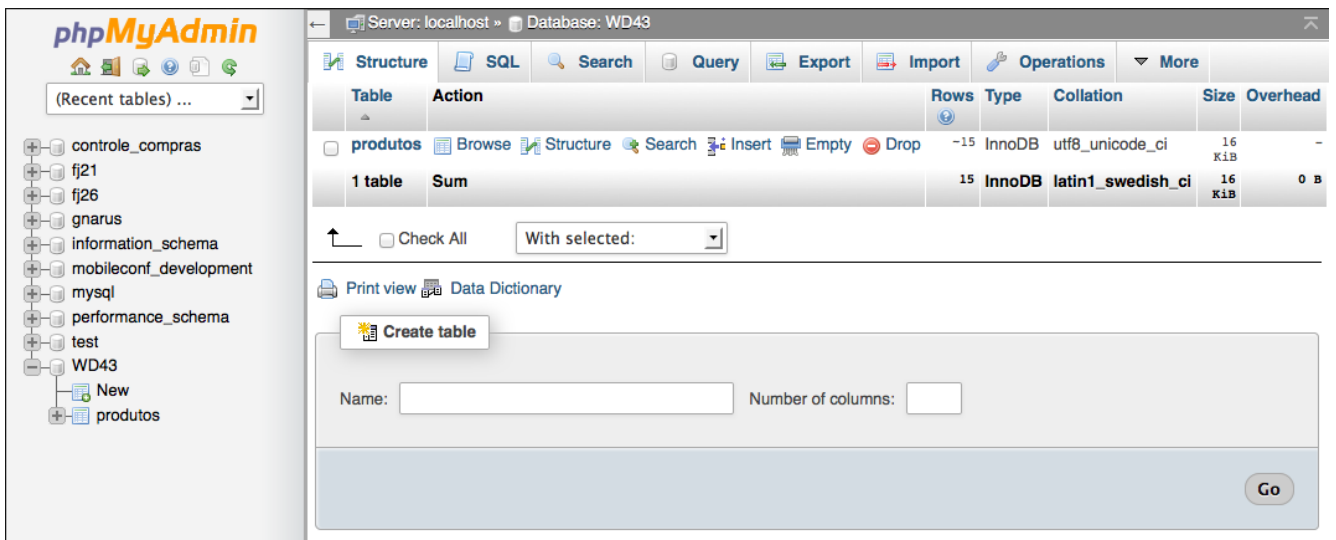 phpMyAdmin
(Recent tables) ...
controle_compras
fj21
fj26
gnarus
information_schema
mobileconf_development
mysql
performance_schema
test
WD43
New
produtos
← Server: localhost » Database: WD43
Structure SQL Search Query Export Import Operations More
Table Action Rows Type Collation Size Overhead
produtos Browse Structure Search Insert Empty Drop ~15 InnoDB utf8_unicode_ci 16 KiB -
1 table Sum 15 InnoDB latin1_swedish_ci 16 KiB 0 B
Check All With selected:
Print view Data Dictionary
Create table
Name: Number of columns:
Go